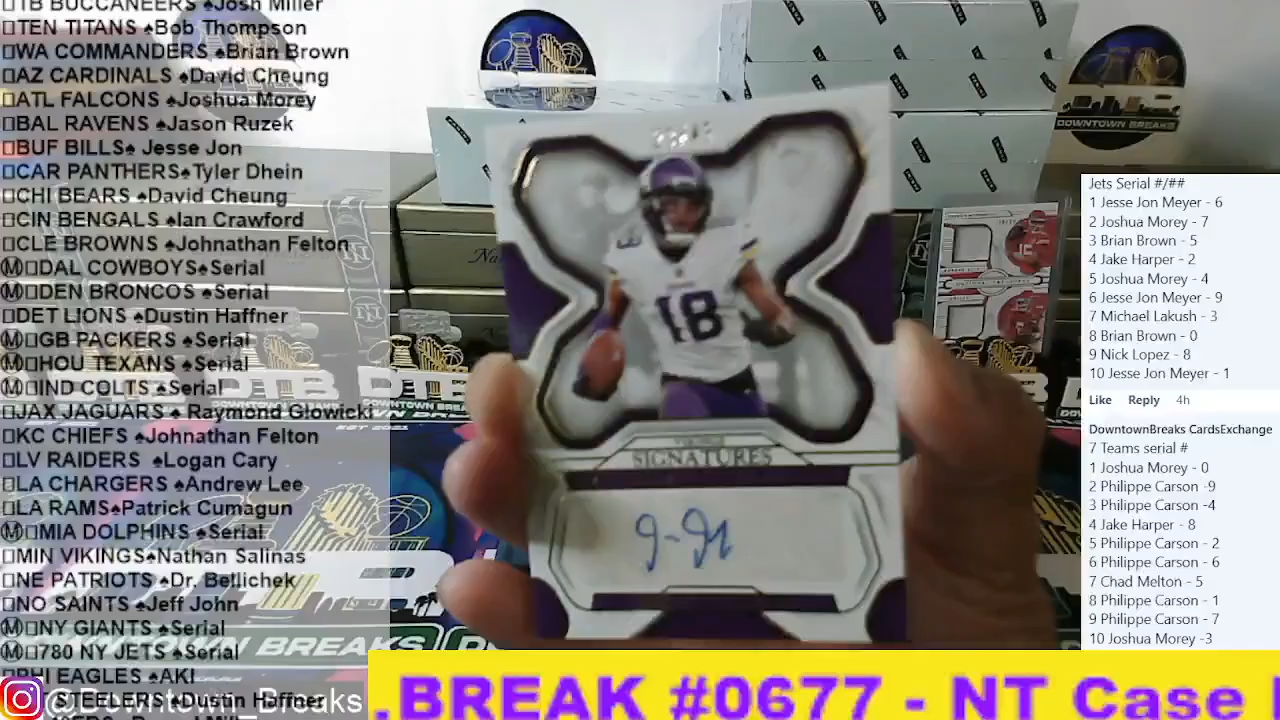 TB BUCCANEERS ♠Josh Miller
TEN TITANS ♠Bob Thompson
WA COMMANDERS ♠Brian Brown
AZ CARDINALS ♠David Cheung
ATL FALCONS ♠Joshua Morey
BAL RAVENS ♠Jason Ruzek
BUF BILLS♠ Jesse Jon
CAR PANTHERS♠Tyler Dhein
CHI BEARS ♠David Cheung
CIN BENGALS ♠Ian Crawford
CLE BROWNS ♠Johnathan Felton
Ⓜ DAL COWBOYS♠Serial
Ⓜ DEN BRONCOS ♠Serial
DET LIONS ♠Dustin Haffner
Ⓜ GB PACKERS ♠Serial
Ⓜ HOU TEXANS ♠Serial
Ⓜ IND COLTS ♠Serial
JAX JAGUARS ♠ Raymond Glowicki
KC CHIEFS ♠Johnathan Felton
LV RAIDERS ♠Logan Cary
LA CHARGERS ♠Andrew Lee
LA RAMS♠Patrick Cumagun
Ⓜ MIA DOLPHINS ♠Serial
MIN VIKINGS♠Nathan Salinas
NE PATRIOTS ♠Dr. Bellichek
NO SAINTS ♠Jeff John
Ⓜ NY GIANTS ♠Serial
Ⓜ 780 NY JETS ♠Serial
PHI EAGLES ♠AKI
STEELERS ♠Dustin Haffner
@Downtown_Breaks
DOWNTOWN BREAKS
18
SIGNATURES
DTB
EST 2021
Jets Serial #/##
1 Jesse Jon Meyer - 6
2 Joshua Morey - 7
3 Brian Brown - 5
4 Jake Harper - 2
5 Joshua Morey - 4
6 Jesse Jon Meyer - 9
7 Michael Lakush - 3
8 Brian Brown - 0
9 Nick Lopez - 8
10 Jesse Jon Meyer - 1
Like Reply 4h
DowntownBreaks CardsExchange
7 Teams serial #
1 Joshua Morey - 0
2 Philippe Carson -9
3 Philippe Carson -4
4 Jake Harper - 8
5 Philippe Carson - 2
6 Philippe Carson - 6
7 Chad Melton - 5
8 Philippe Carson - 1
9 Philippe Carson - 7
10 Joshua Morey -3
.BREAK #0677 - NT Case